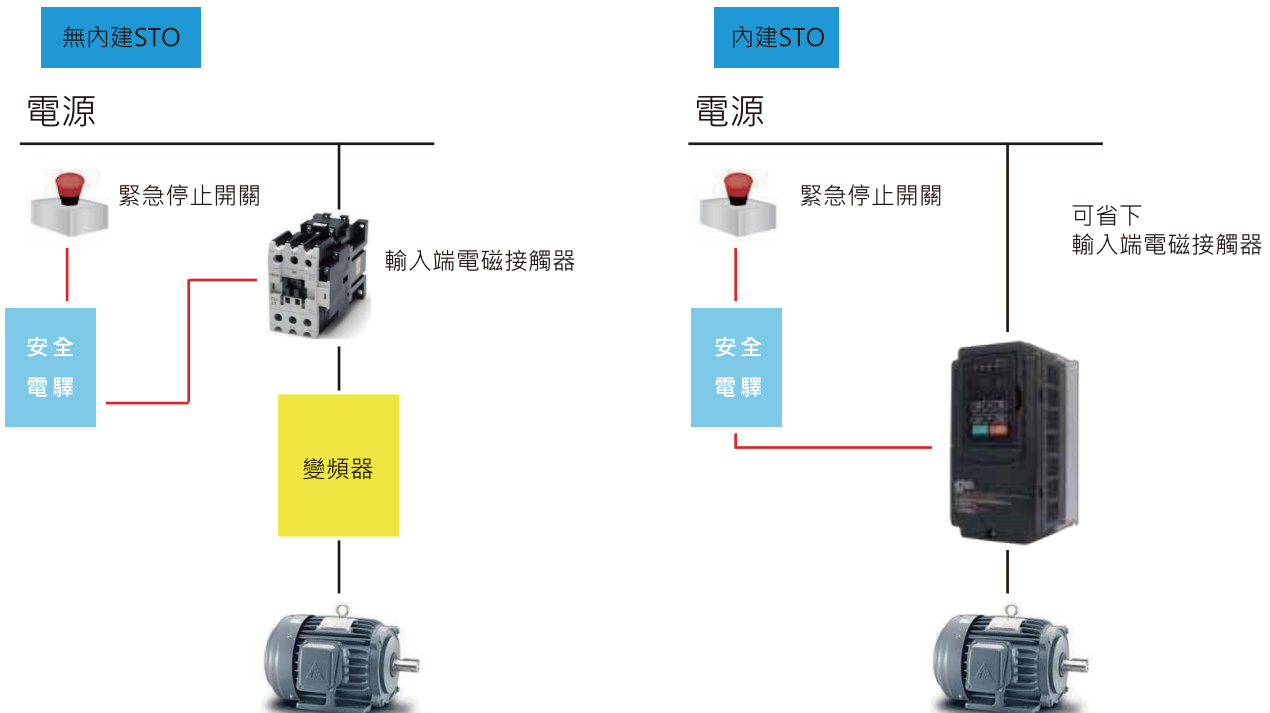 無內建STO
電源
緊急停止開關
輸入端電磁接觸器
安全
電驛
變頻器
內建STO
電源
緊急停止開關
可省下
輸入端電磁接觸器
安全
電驛